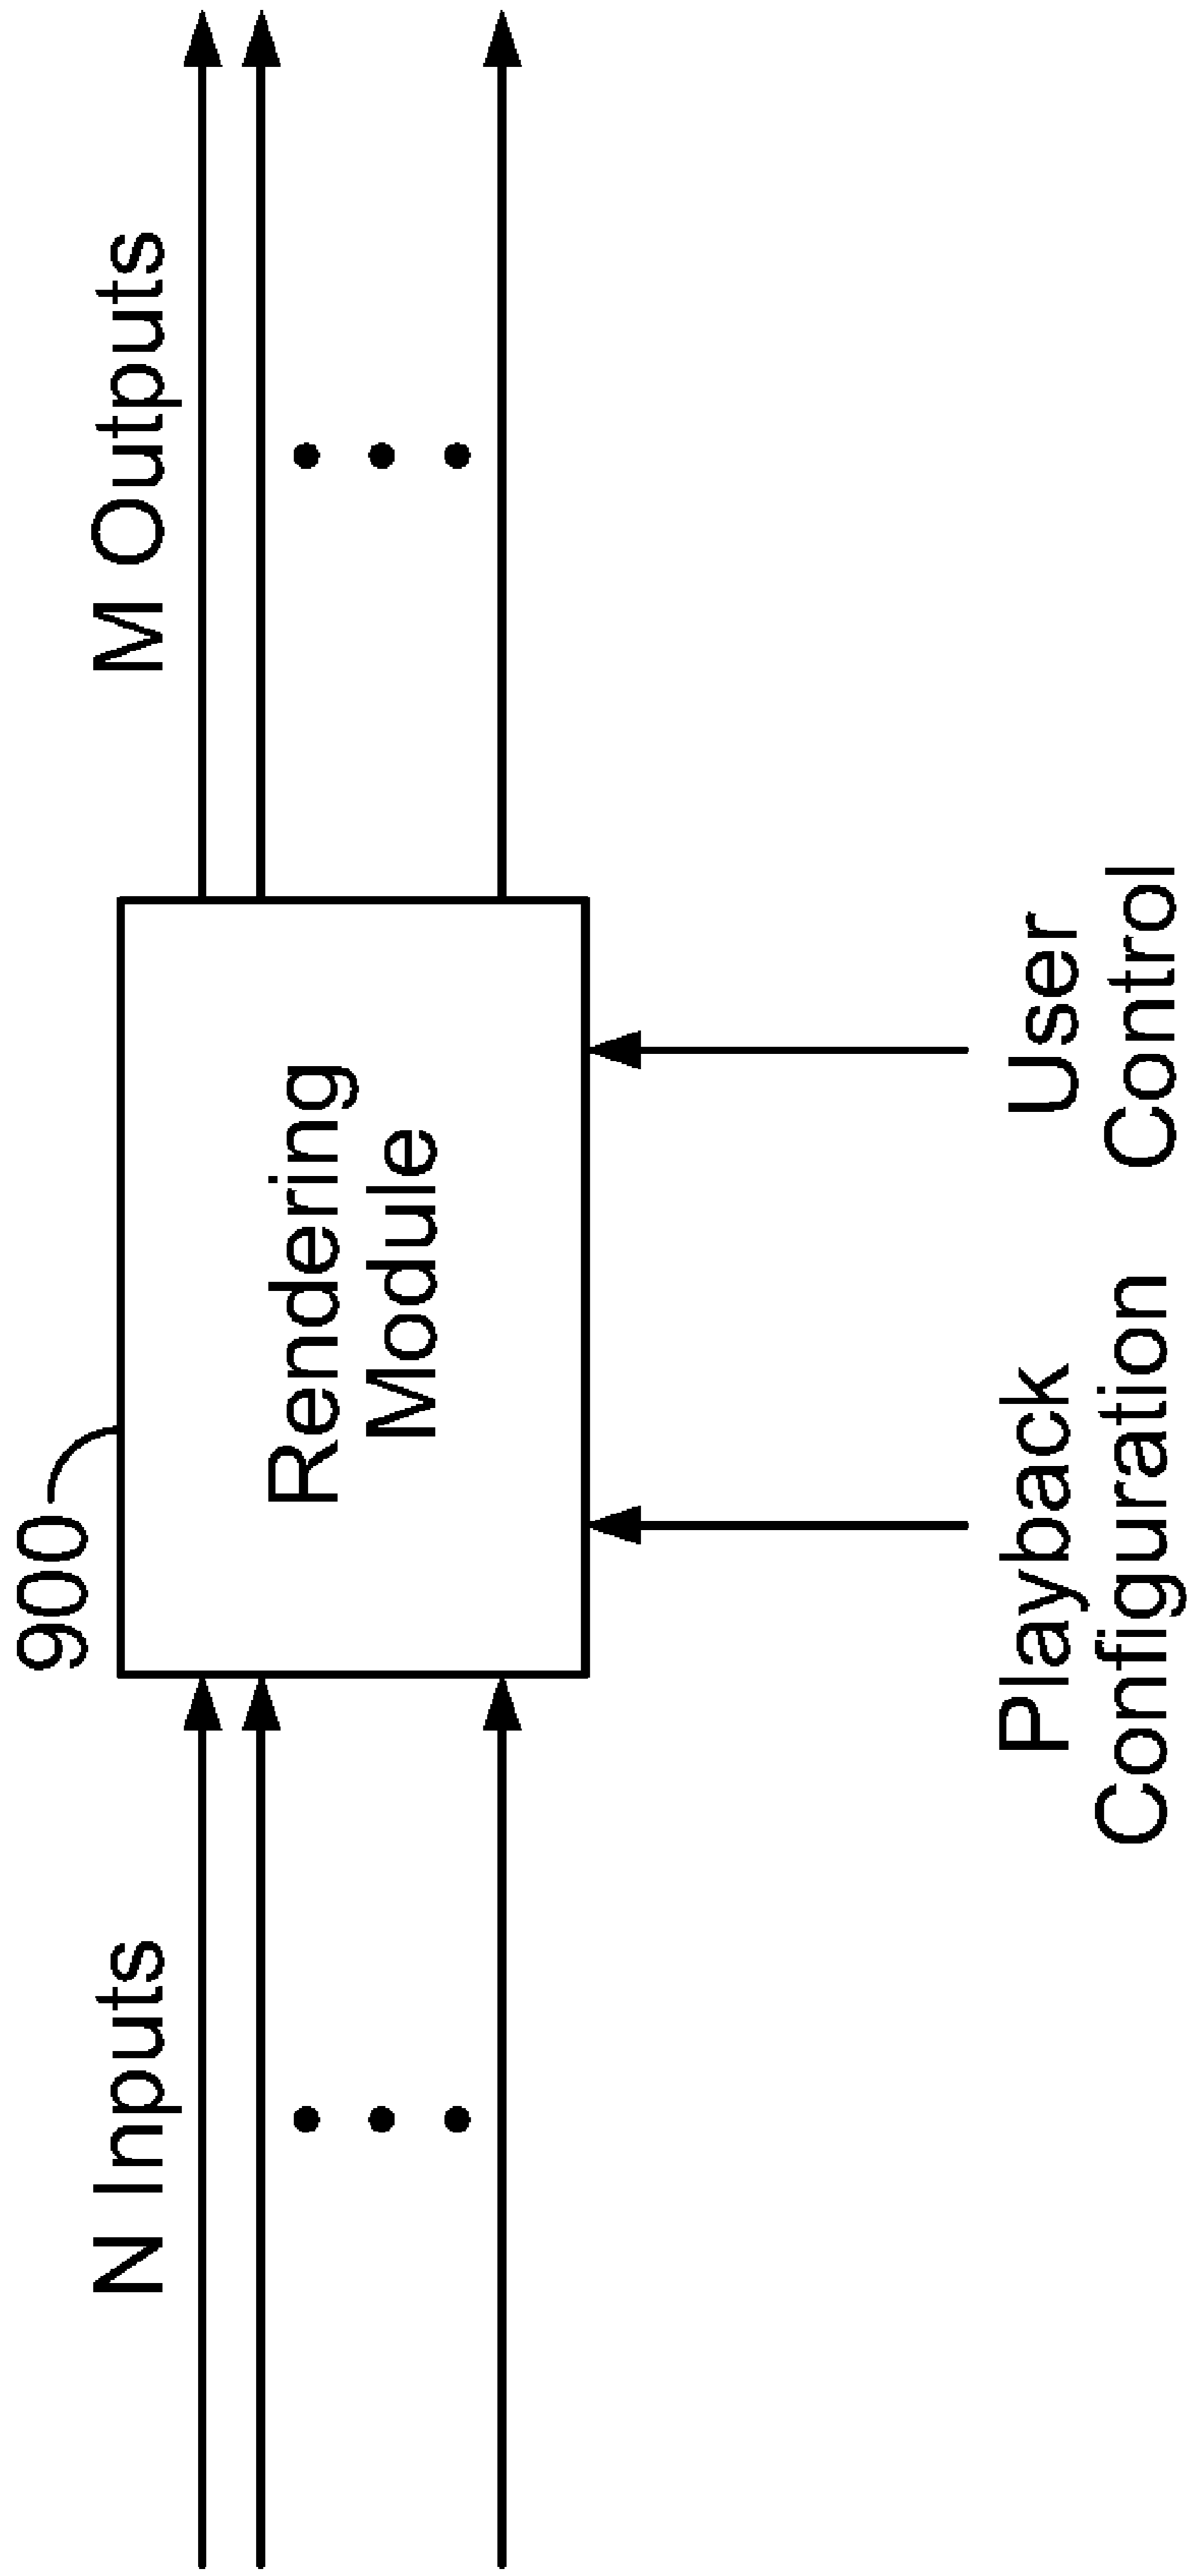 900
N Inputs
Rendering
Module
M Outputs
Playback
Configuration
User
Control